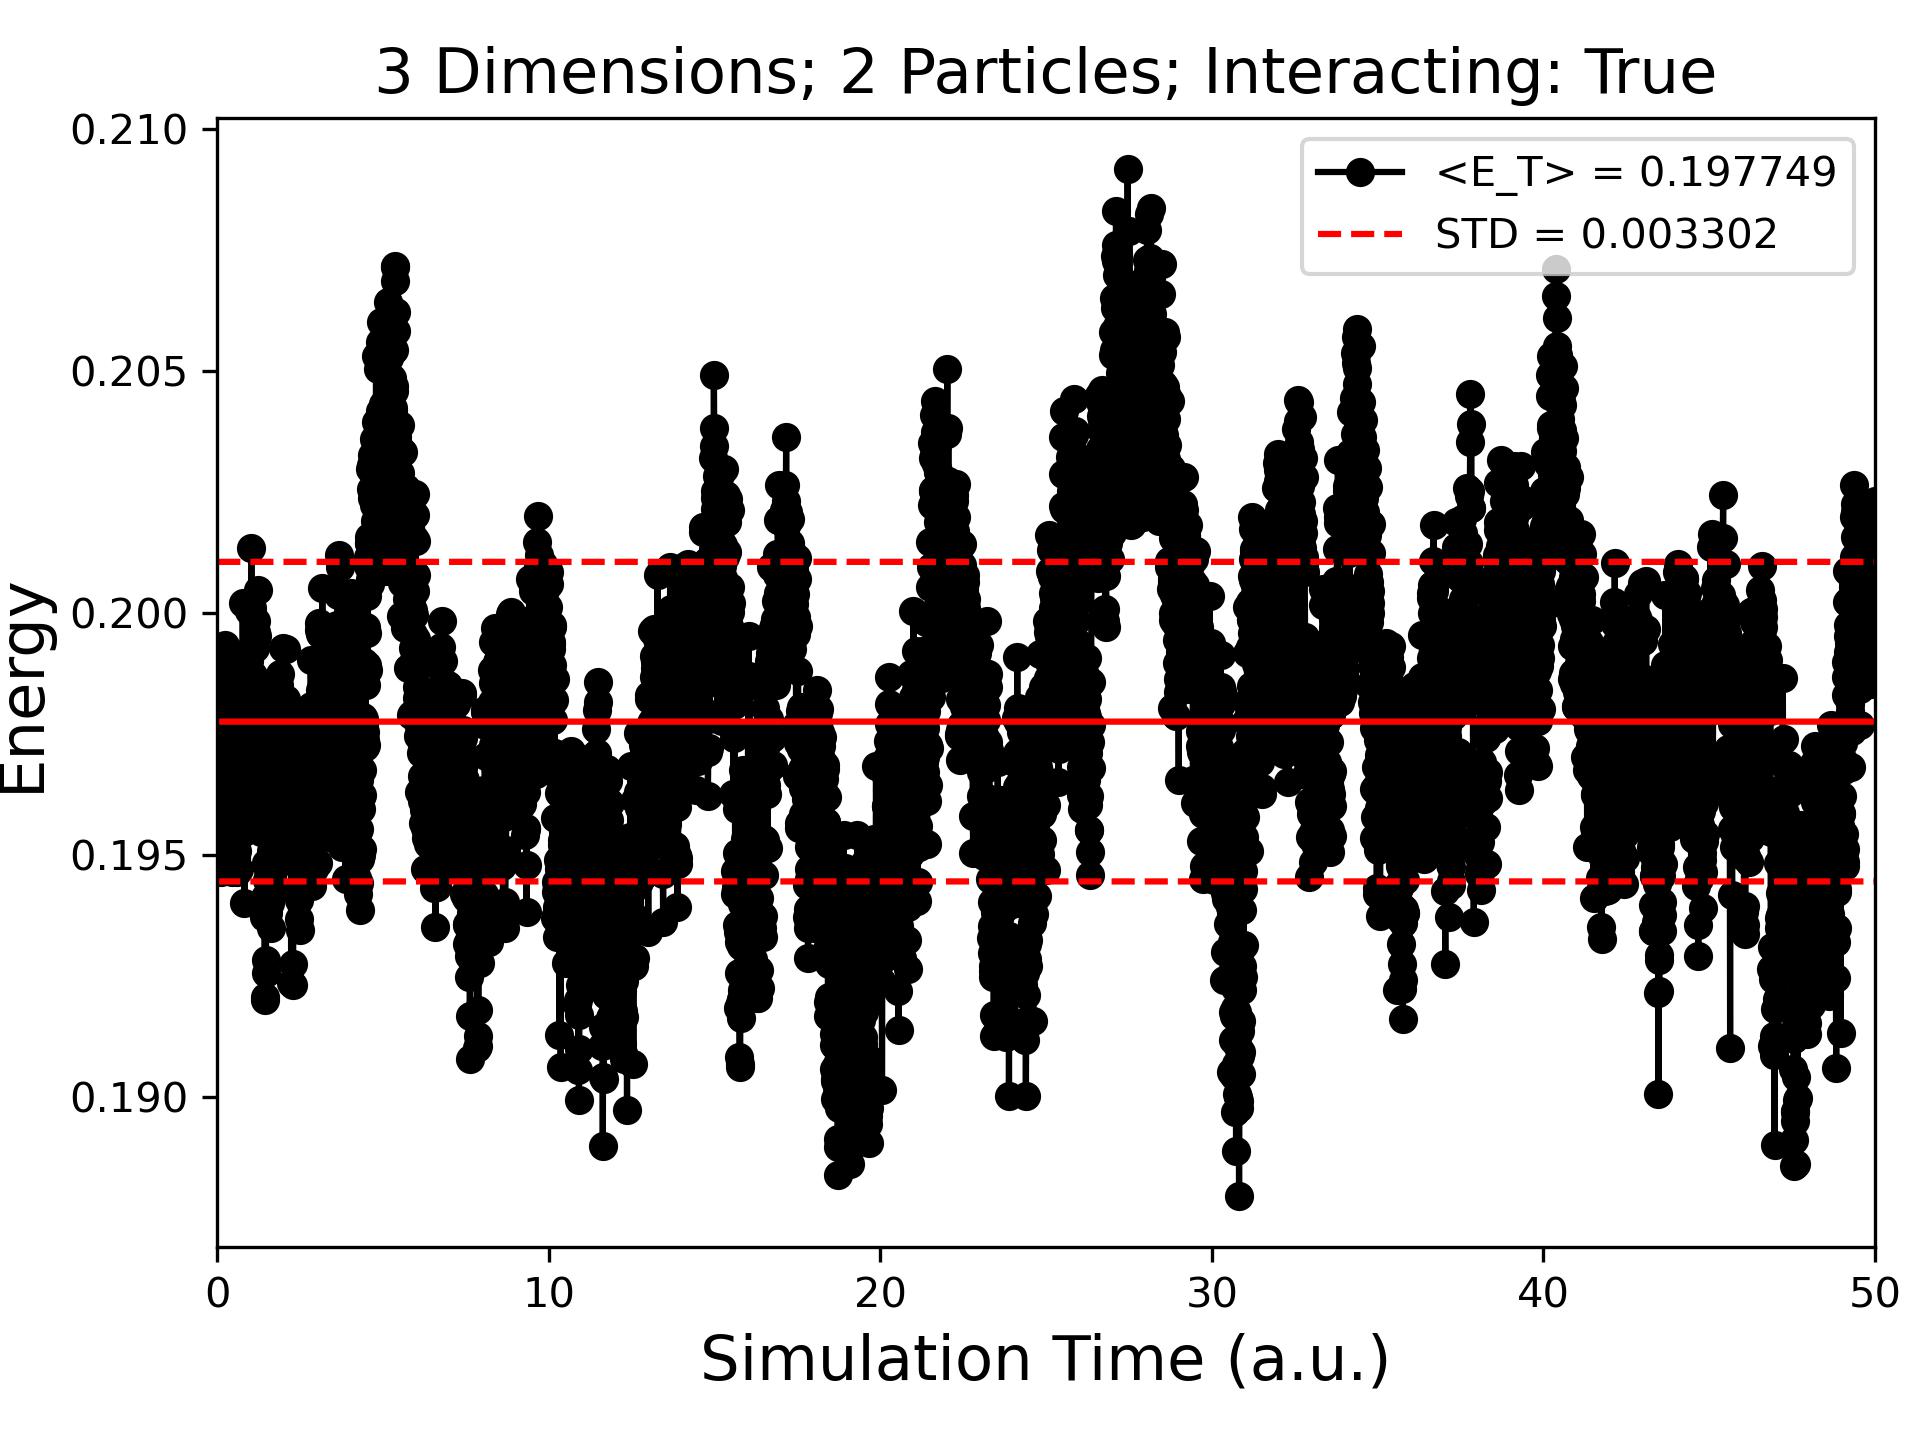 3 Dimensions; 2 Particles; Interacting: True
<E_T> = 0.197749
STD = 0.003302
0.210
0.205
0.200
0.195
0.190
Energy
0 10 20 30 40 50
Simulation Time (a.u.)